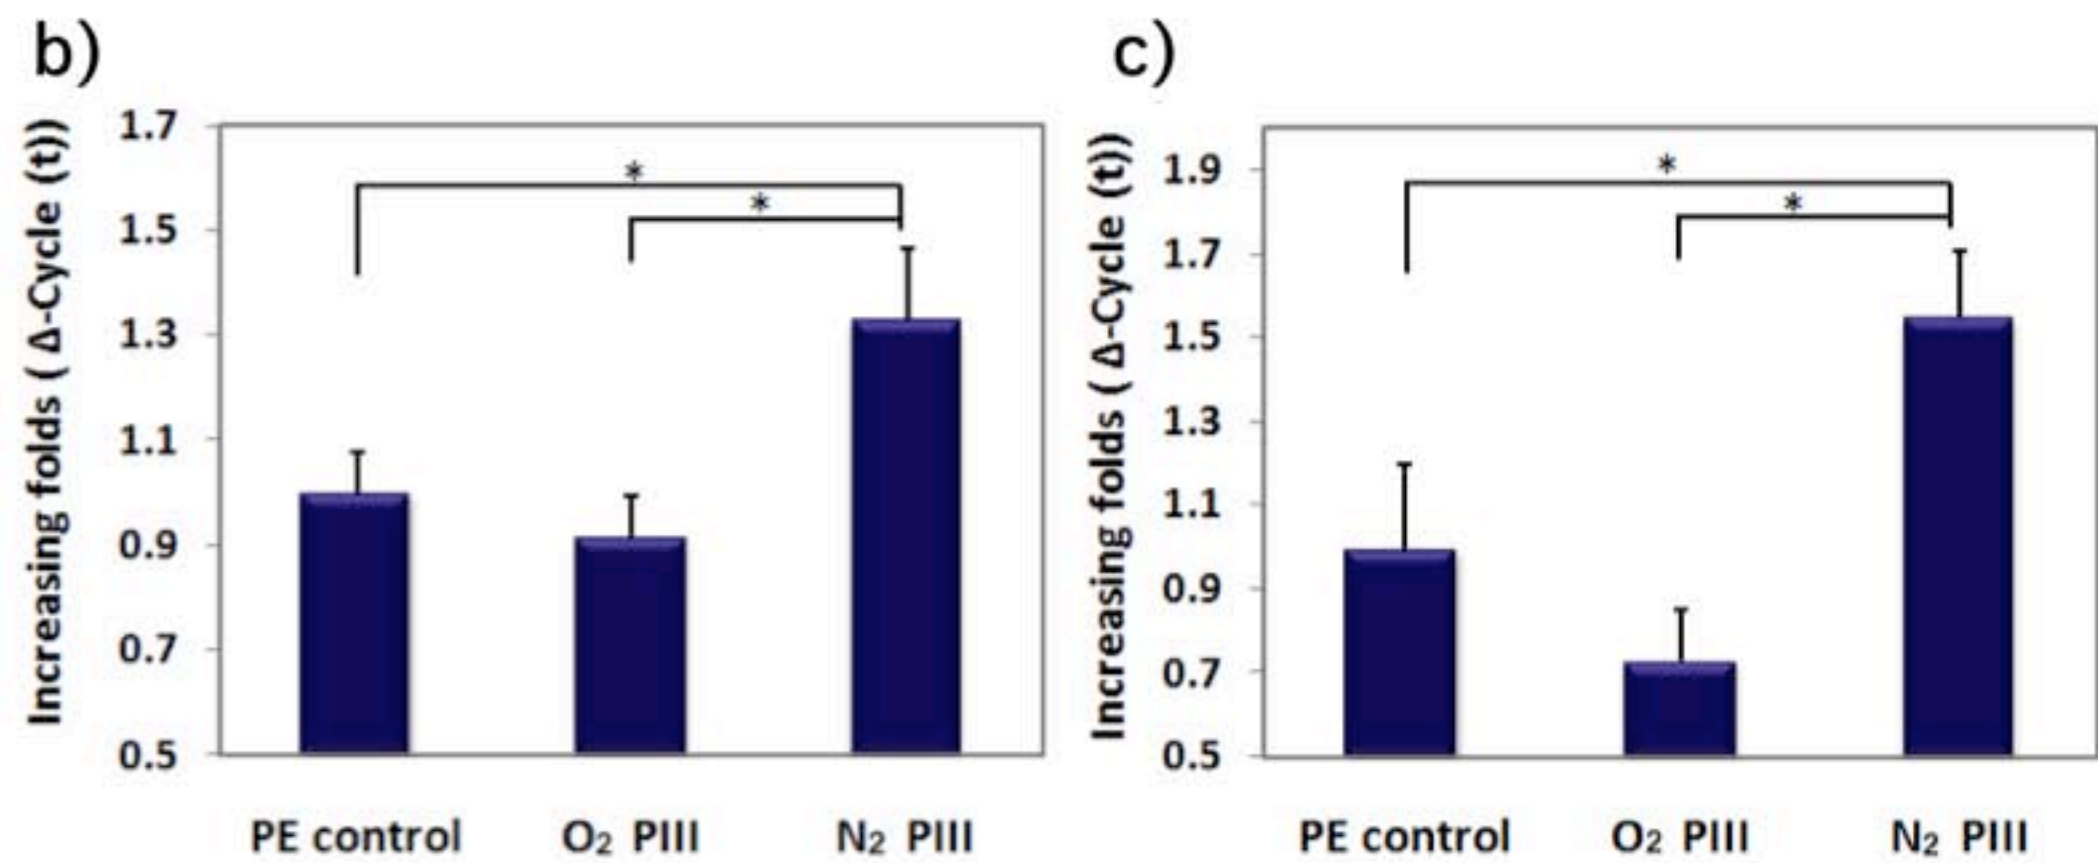 b)
Increasing folds ( Δ-Cycle (t))
1.7
1.5
1.3
1.1
0.9
0.7
0.5
*
*
PE control
O₂ PIII
N₂ PIII
c)
Increasing folds ( Δ-Cycle (t))
1.9
1.7
1.5
1.3
1.1
0.9
0.7
0.5
*
*
PE control
O₂ PIII
N₂ PIII